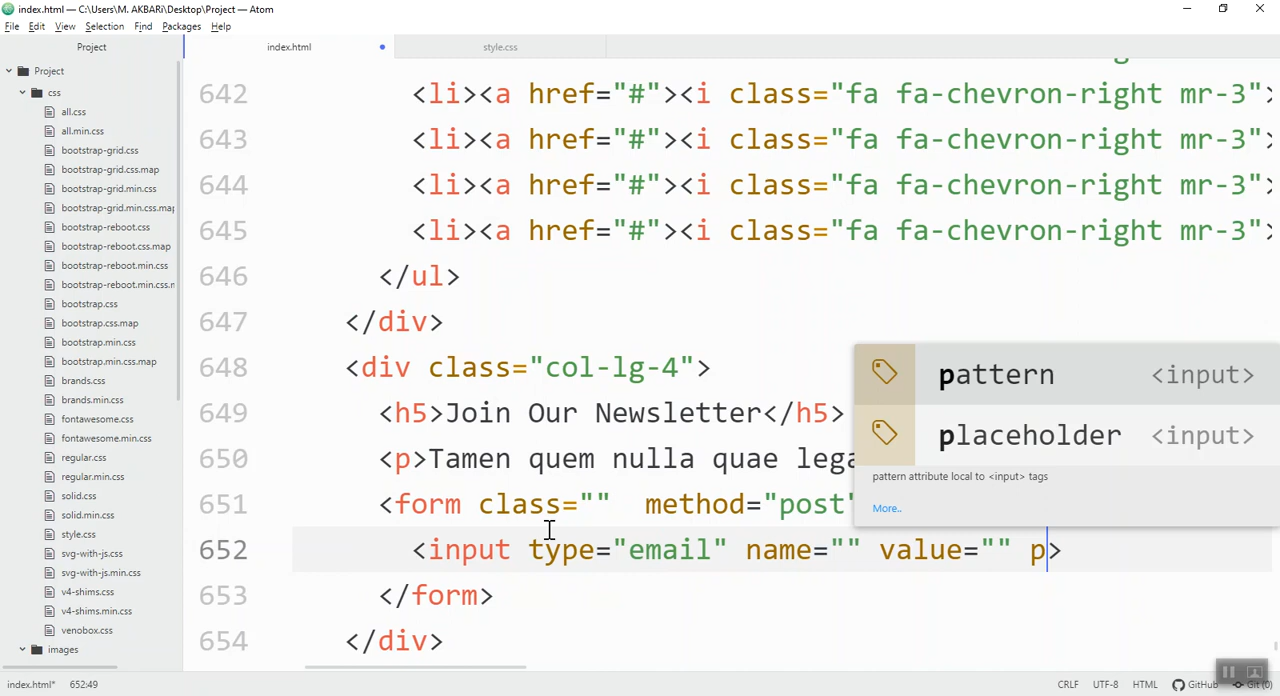 index.html — C:\Users\M. AKBARi\Desktop\Project — Atom
File Edit View Selection Find Packages Help
Project
index.html
style.css
Project
css
all.css
all.min.css
bootstrap-grid.css
bootstrap-grid.css.map
bootstrap-grid.min.css
bootstrap-grid.min.css.map
bootstrap-reboot.css
bootstrap-reboot.css.map
bootstrap-reboot.min.css
bootstrap-reboot.min.css.n
bootstrap.css
bootstrap.css.map
bootstrap.min.css
bootstrap.min.css.map
brands.css
brands.min.css
fontawesome.css
fontawesome.min.css
regular.css
regular.min.css
solid.css
solid.min.css
style.css
svg-with-js.css
svg-with-js.min.css
v4-shims.css
v4-shims.min.css
venobox.css
images
642 <li><a href="#"><i class="fa fa-chevron-right mr-3">
643 <li><a href="#"><i class="fa fa-chevron-right mr-3">
644 <li><a href="#"><i class="fa fa-chevron-right mr-3">
645 <li><a href="#"><i class="fa fa-chevron-right mr-3">
646 </ul>
647 </div>
648 <div class="col-lg-4">
649 <h5>Join Our Newsletter</h5>
650 <p>Tamen quem nulla quae lega
651 <form class=""  method="post"
652 <input type="email" name="" value="" p>
653 </form>
654 </div>
pattern <input>
placeholder <input>
pattern attribute local to <input> tags
More..
index.html* 652:49
CRLF UTF-8 HTML GitHub Git (0)